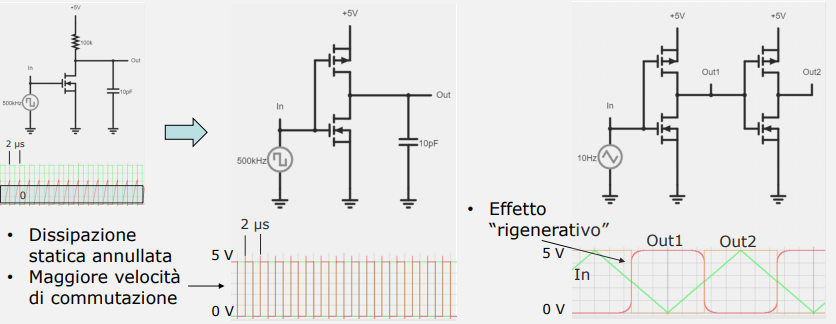 +5V
100k
Out
In
500kHz
10pF
2 µs
0
• Dissipazione
statica annullata
• Maggiore velocità
di commutazione
+5V
In
Out
500kHz
10pF
2 µs
5 V
0 V
+5V
+5V
Out1
Out2
In
10Hz
• Effetto
“rigenerativo”
Out1
Out2
5 V
In
0 V